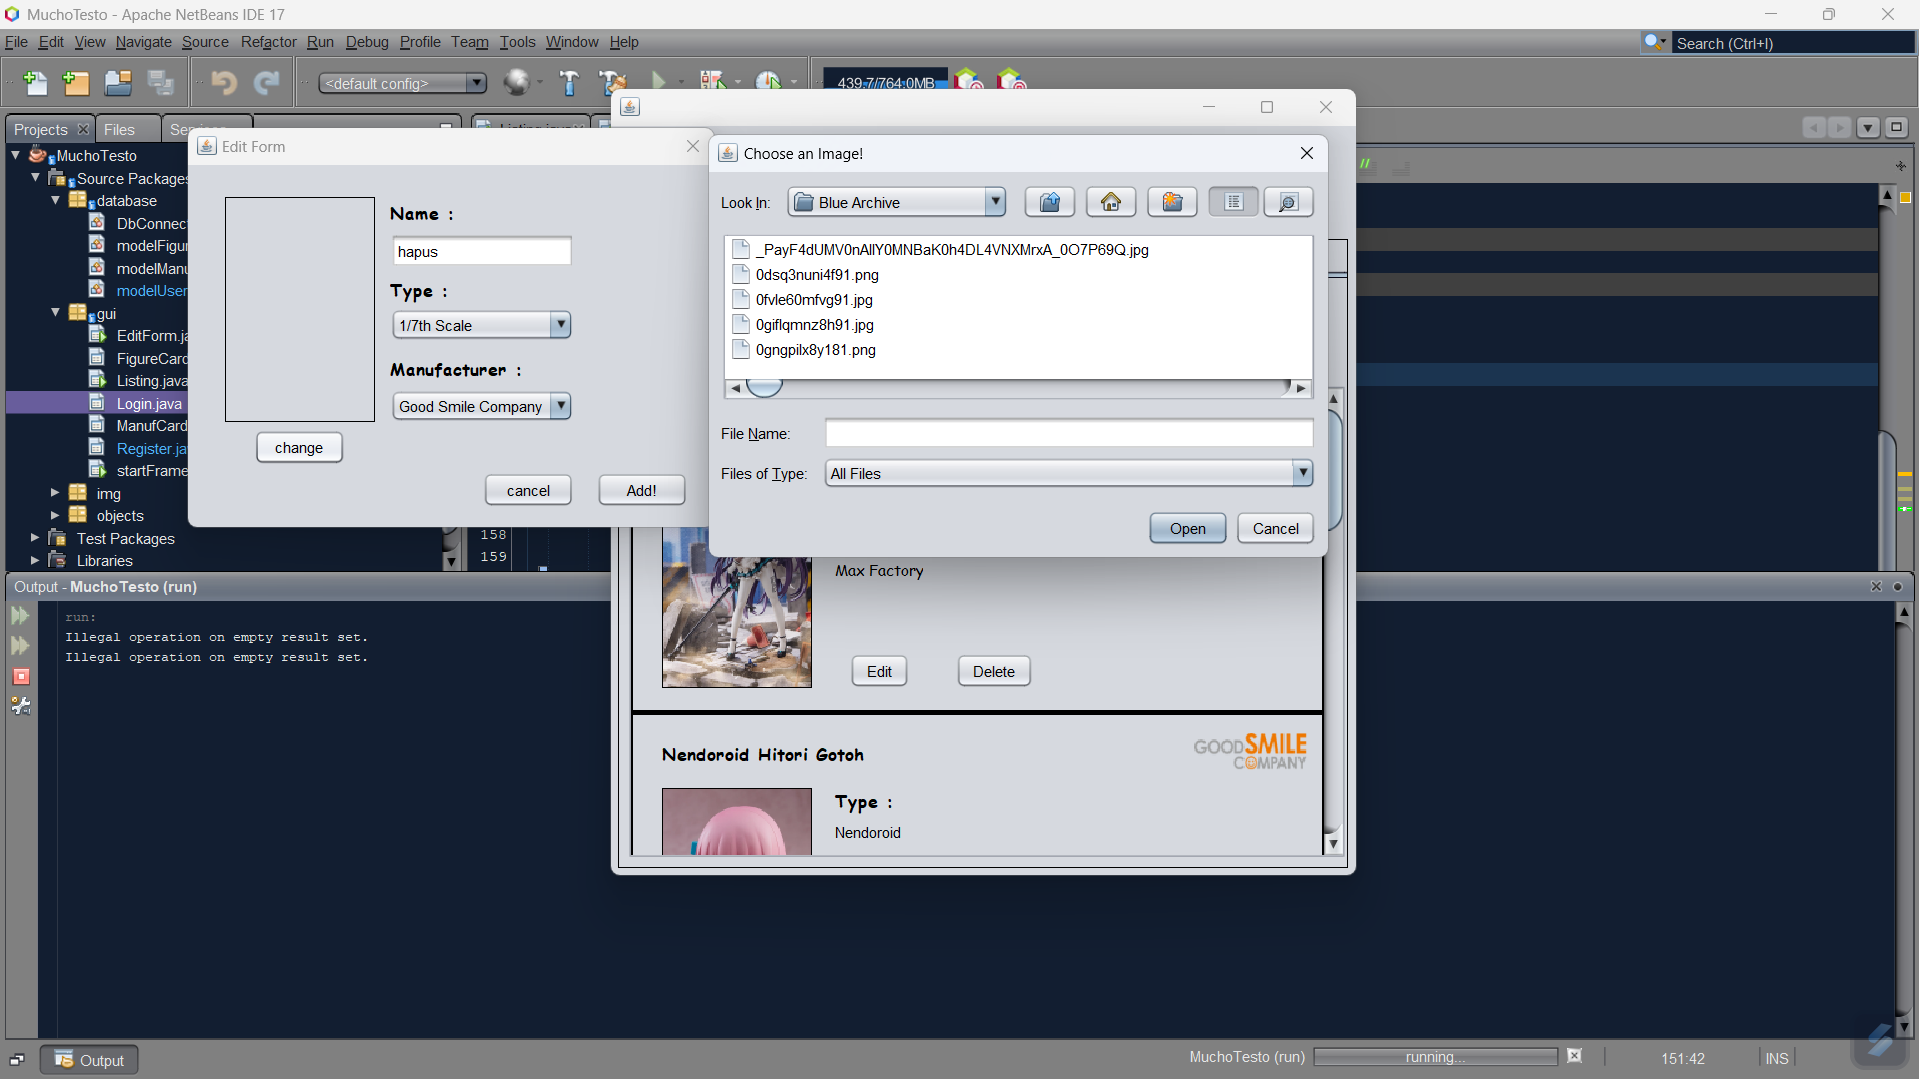 MuchoTesto - Apache NetBeans IDE 17
File Edit View Navigate Source Refactor Run Debug Profile Team Tools Window Help
Search (Ctrl+I)
<default config>
439.7/764.0MB
Projects
Files
MuchoTesto
Source Packages
database
DbConnec
modelFigur
modelManu
modelUser
gui
EditForm.ja
FigureCard
Listing.java
Login.java
ManufCard
Register.ja
startFrame
img
objects
Test Packages
Libraries
158
159
Edit Form
Name :
hapus
Type :
1/7th Scale
Manufacturer :
Good Smile Company
change
cancel
Add!
Choose an Image!
Look In:
Blue Archive
_PayF4dUMV0nAllY0MNBaK0h4DL4VNXMrxA_0O7P69Q.jpg
0dsq3nuni4f91.png
0fvle60mfvg91.jpg
0giflqmnz8h91.jpg
0gngpilx8y181.png
File Name:
Files of Type:
All Files
Open
Cancel
Max Factory
Edit
Delete
Nendoroid Hitori Gotoh
GOODSMILE
COMPANY
Type :
Nendoroid
Output - MuchoTesto (run)
run:
Illegal operation on empty result set.
Illegal operation on empty result set.
Output
MuchoTesto (run)
running...
151:42
INS